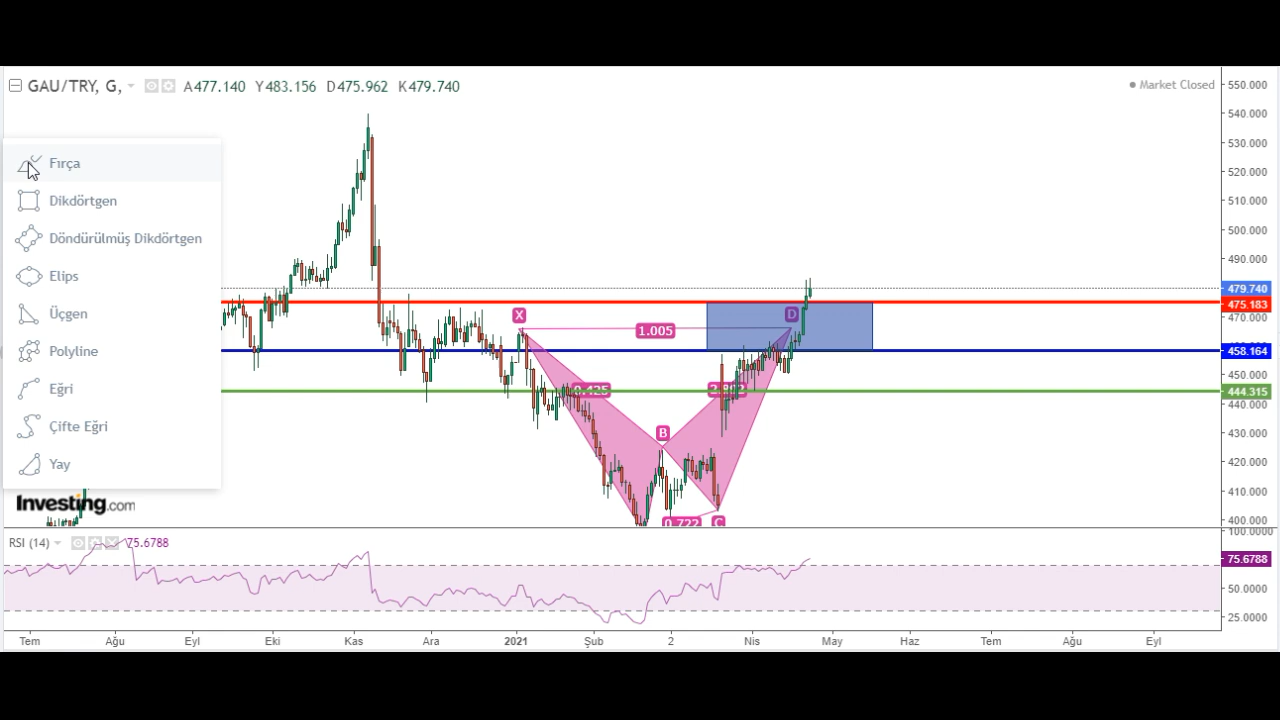 GAU/TRY, G, A477.140 Y483.156 D475.962 K479.740
Market Closed
Fırça
Dikdörtgen
Döndürülmüş Dikdörtgen
Elips
Üçgen
Polyline
Eğri
Çifte Eğri
Yay
Investing.com
X
1.005
D
0.425
B
0.722
C
550.000
540.000
530.000
520.000
510.000
500.000
490.000
479.740
475.183
470.000
458.164
450.000
444.315
440.000
430.000
420.000
410.000
400.000
RSI (14) 75.6788
100.0000
75.6788
50.0000
25.0000
Tem Ağu Eyl Eki Kas Ara 2021 Şub 2 Nis May Haz Tem Ağu Eyl